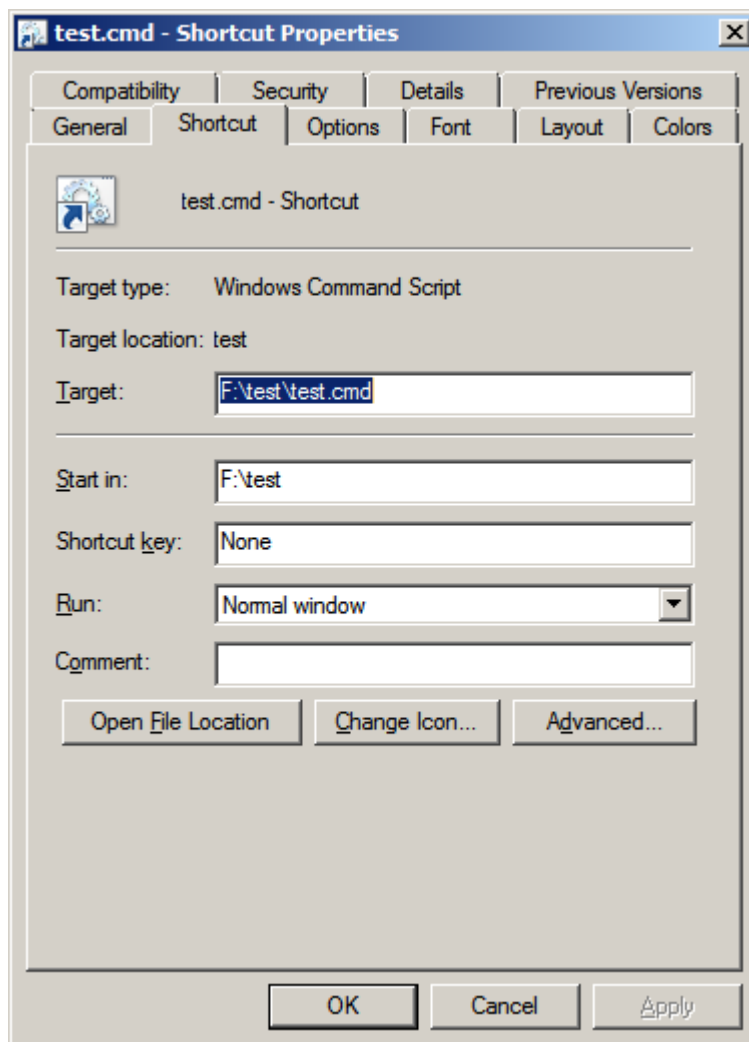 test.cmd - Shortcut Properties
Compatibility Security Details Previous Versions
General Shortcut Options Font Layout Colors
test.cmd - Shortcut
Target type: Windows Command Script
Target location: test
Target: F:\test\test.cmd
Start in: F:\test
Shortcut key: None
Run: Normal window
Comment:
Open File Location Change Icon... Advanced...
OK Cancel Apply